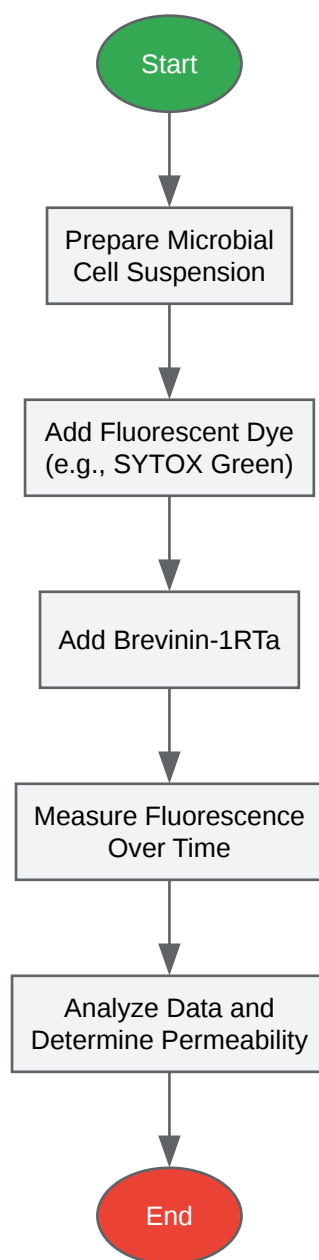 Start
Prepare Microbial
Cell Suspension
Add Fluorescent Dye
(e.g., SYTOX Green)
Add Brevinin-1RTa
Measure Fluorescence
Over Time
Analyze Data and
Determine Permeability
End